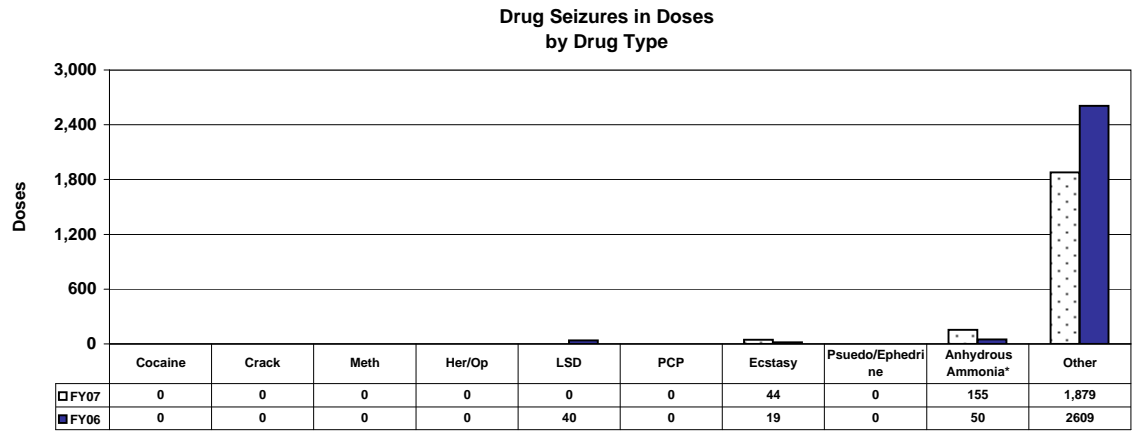 Drug Seizures in Doses
by Drug Type
3,000
2,400
1,800
1,200
600
0
Doses
Cocaine Crack Meth Her/Op LSD PCP Ecstasy Psuedo/Ephedri Anhydrous Other
ne Ammonia*
FY07 0 0 0 0 0 0 44 0 155 1,879
FY06 0 0 0 0 40 0 19 0 50 2609